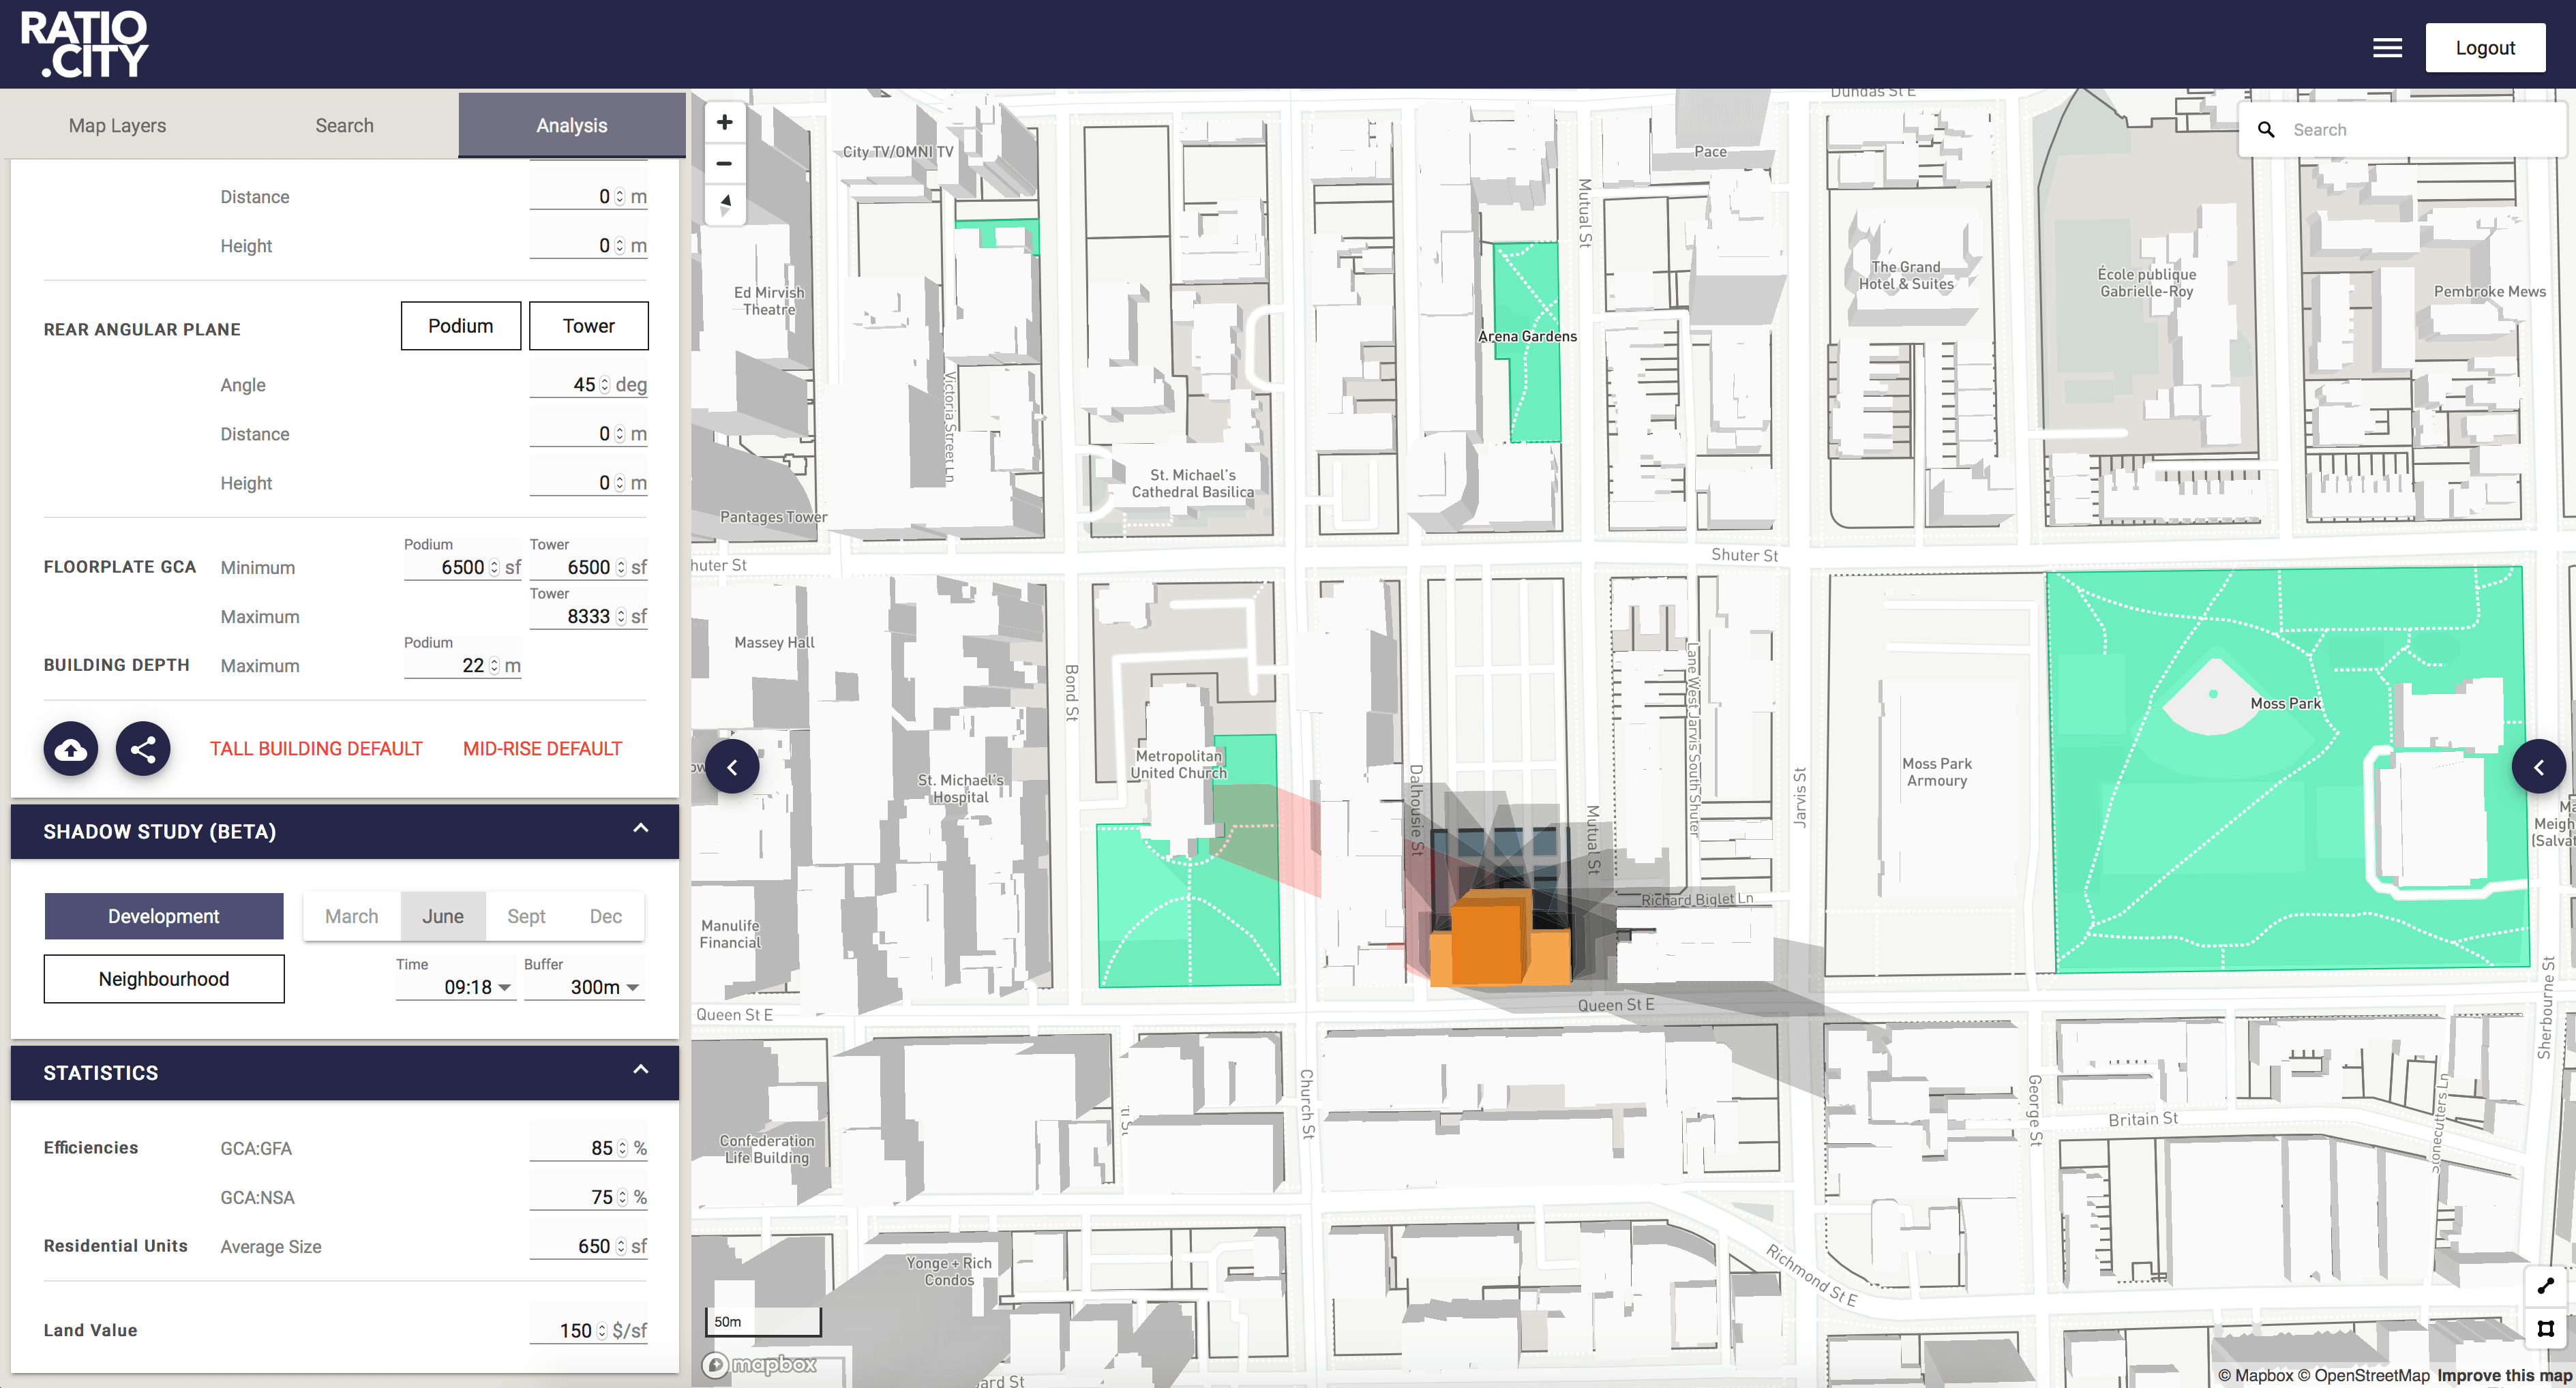 RATIO
.CITY
Logout
Map Layers
Search
Analysis
Distance
0 m
Height
0 m
REAR ANGULAR PLANE
Podium
Tower
Angle
45 deg
Distance
0 m
Height
0 m
FLOORPLATE GCA
Minimum
Podium
6500 sf
Tower
6500 sf
Maximum
Tower
8333 sf
BUILDING DEPTH
Maximum
Podium
22 m
TALL BUILDING DEFAULT
MID-RISE DEFAULT
SHADOW STUDY (BETA)
Development
March
June
Sept
Dec
Neighbourhood
Time
09:18
Buffer
300m
STATISTICS
Efficiencies
GCA:GFA
85 %
GCA:NSA
75 %
Residential Units
Average Size
650 sf
Land Value
150 $/sf
Search
Dundas St E
City TV/OMNI TV
Pace
Mutual St
Ed Mirvish
Theatre
The Grand
Hotel & Suites
École publique
Gabrielle-Roy
Pembroke Mews
Arena Gardens
Victoria Street Ln
St. Michael's
Cathedral Basilica
Pantages Tower
huter St
Shuter St
Massey Hall
Bond St
Lane West Jarvis South Shuter
Moss Park
Metropolitan
United Church
Moss Park
Armoury
St. Michael's
Hospital
Dalhousie St
Mutual St
Jarvis St
Ma
Meigh
(Salvat
Richard Biglet Ln
Manulife
Financial
Queen St E
Queen St E
Sherbourne St
Church St
George St
Britain St
Stonecutters Ln
Confederation
Life Building
Yonge + Rich
Condos
Richmond St E
50m
mapbox
ard St
© Mapbox © OpenStreetMap Improve this map